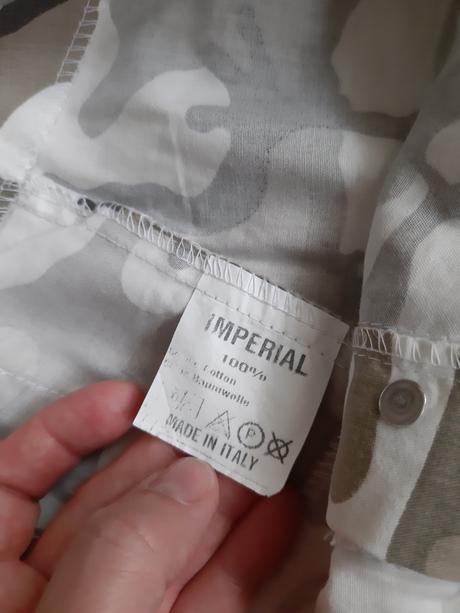 IMPERIAL
100%
Cotton
Baumwolle
P
MADE IN ITALY